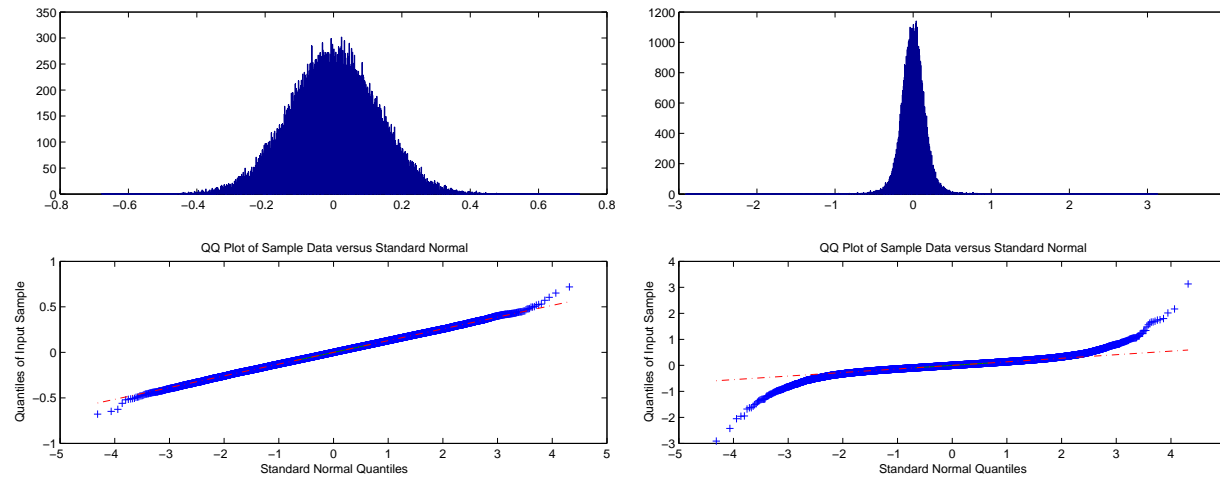 350
300
250
200
150
100
50
0
−0.8 −0.6 −0.4 −0.2 0 0.2 0.4 0.6 0.8
1200
1000
800
600
400
200
0
−3 −2 −1 0 1 2 3
QQ Plot of Sample Data versus Standard Normal
1
0.5
0
−0.5
−1
−5 −4 −3 −2 −1 0 1 2 3 4 5
Standard Normal Quantiles
QQ Plot of Sample Data versus Standard Normal
Quantiles of Input Sample
4
3
2
1
0
−1
−2
−3
−5 −4 −3 −2 −1 0 1 2 3 4
Standard Normal Quantiles
Quantiles of Input Sample